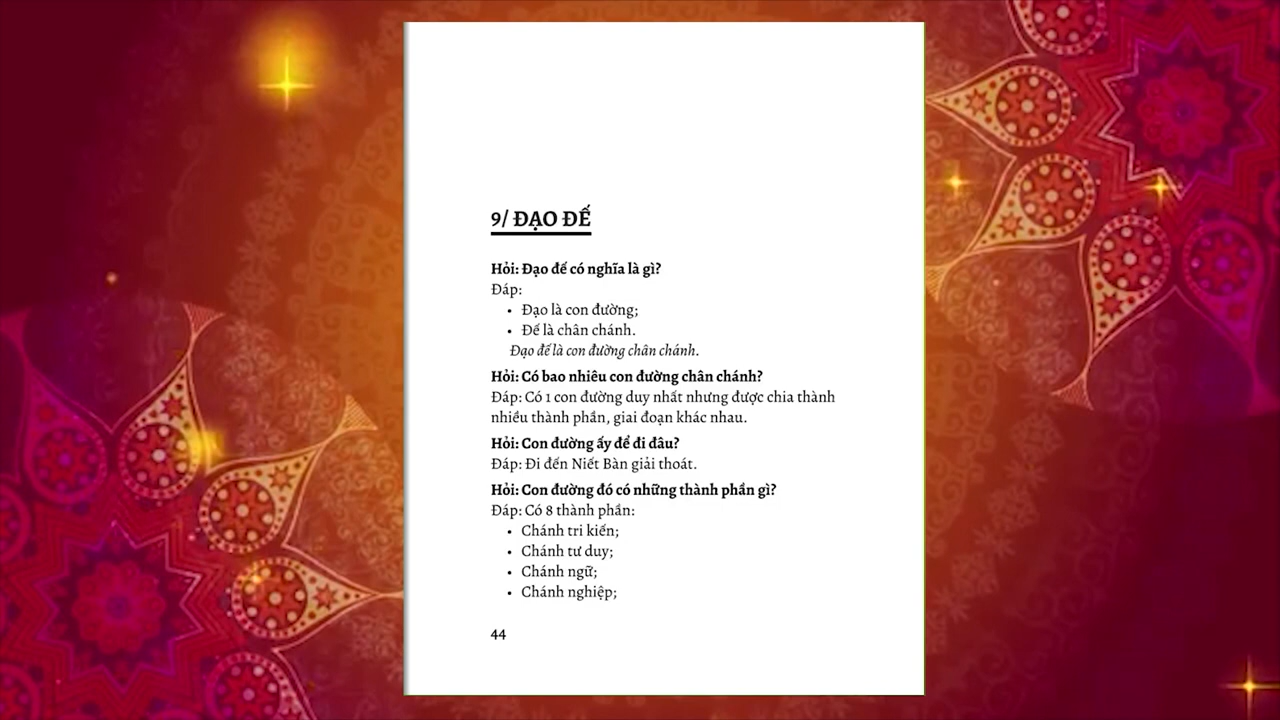 9/ ĐẠO ĐẾ
Hỏi: Đạo đế có nghĩa là gì?
Đáp:
• Đạo là con đường;
• Đế là chân chánh.
Đạo đế là con đường chân chánh.
Hỏi: Có bao nhiêu con đường chân chánh?
Đáp: Có 1 con đường duy nhất nhưng được chia thành
nhiều thành phần, giai đoạn khác nhau.
Hỏi: Con đường ấy để đi đâu?
Đáp: Đi đến Niết Bàn giải thoát.
Hỏi: Con đường đó có những thành phần gì?
Đáp: Có 8 thành phần:
• Chánh tri kiến;
• Chánh tư duy;
• Chánh ngữ;
• Chánh nghiệp;
44